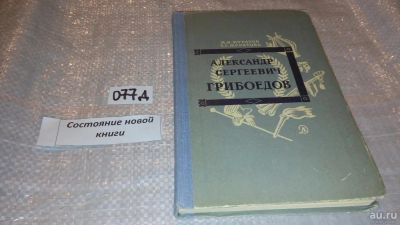 077д
Состояние новой
книги
АЛЕКСАНДР
СЕРГЕЕВИЧ
ГРИБОЕДОВ
au.ru